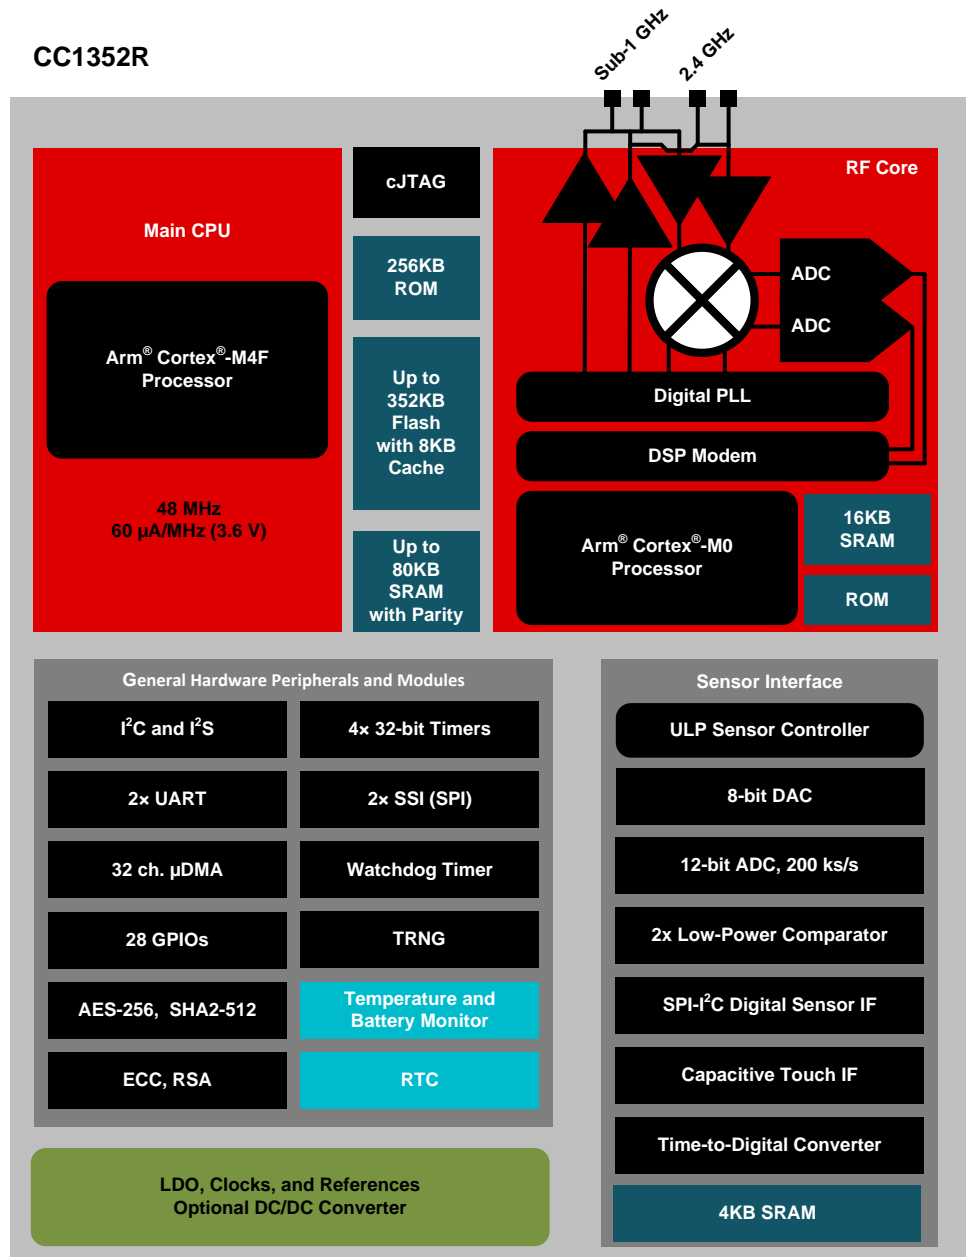 CC1352R
Sub-1 GHz
2.4 GHz
Main CPU
Arm® Cortex®-M4F
Processor
48 MHz
60 µA/MHz (3.6 V)
cJTAG
256KB
ROM
Up to
352KB
Flash
with 8KB
Cache
Up to
80KB
SRAM
with Parity
RF Core
ADC
ADC
Digital PLL
DSP Modem
Arm® Cortex®-M0
Processor
16KB
SRAM
ROM
General Hardware Peripherals and Modules
I²C and I²S
4× 32-bit Timers
2× UART
2× SSI (SPI)
32 ch. µDMA
Watchdog Timer
28 GPIOs
TRNG
AES-256, SHA2-512
Temperature and
Battery Monitor
ECC, RSA
RTC
Sensor Interface
ULP Sensor Controller
8-bit DAC
12-bit ADC, 200 ks/s
2x Low-Power Comparator
SPI-I²C Digital Sensor IF
Capacitive Touch IF
Time-to-Digital Converter
4KB SRAM
LDO, Clocks, and References
Optional DC/DC Converter